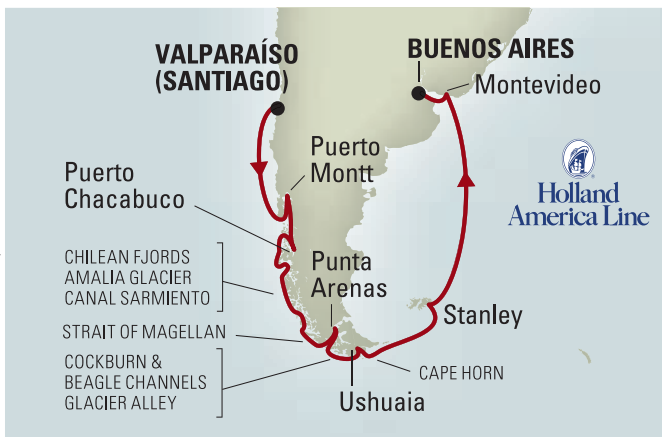 VALPARAÍSO
(SANTIAGO)
BUENOS AIRES
Montevideo
Puerto
Montt
Puerto
Chacabuco
Holland
America Line
CHILEAN FJORDS
AMALIA GLACIER
CANAL SARMIENTO
Punta
Arenas
Stanley
STRAIT OF MAGELLAN
COCKBURN &
BEAGLE CHANNELS
GLACIER ALLEY
CAPE HORN
Ushuaia